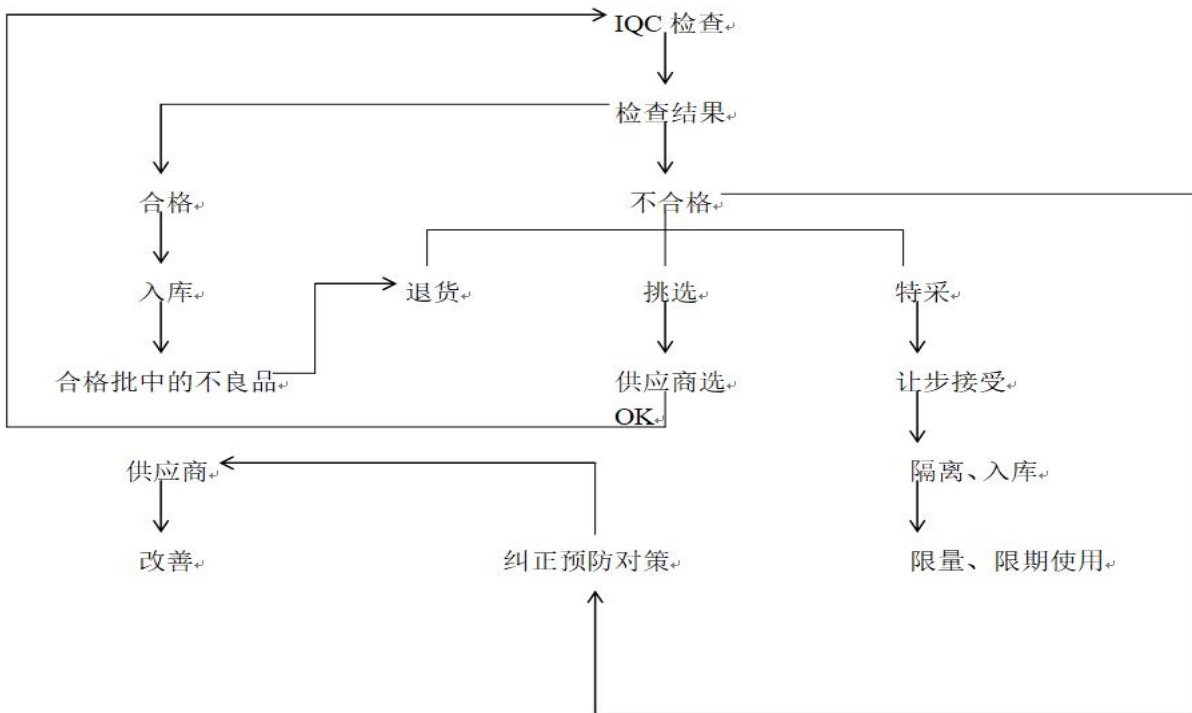 IQC 检查
检查结果
合格
不合格
入库
退货
挑选
特采
合格批中的不良品
供应商选
OK
让步接受
供应商
隔离、入库
改善
纠正预防对策
限量、限期使用